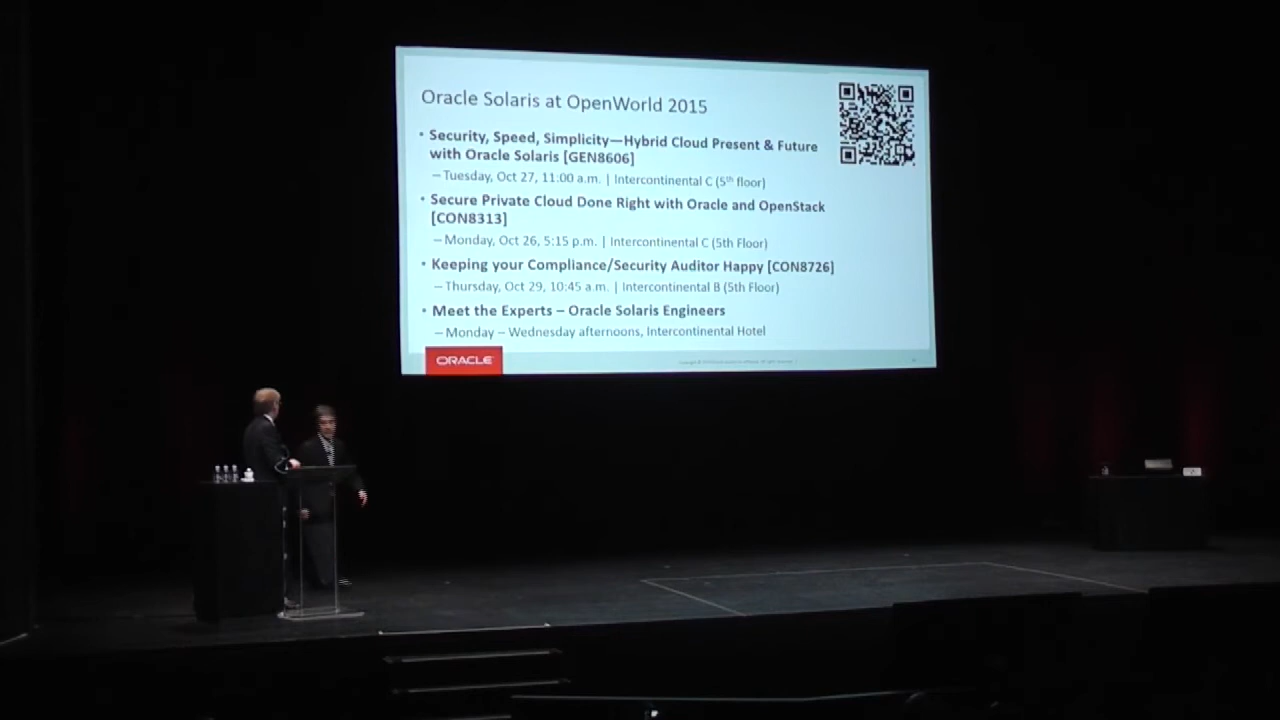 Oracle Solaris at OpenWorld 2015
• Security, Speed, Simplicity—Hybrid Cloud Present & Future
with Oracle Solaris [GEN8606]
– Tuesday, Oct 27, 11:00 a.m. | Intercontinental C (5th floor)
• Secure Private Cloud Done Right with Oracle and OpenStack
[CON8313]
– Monday, Oct 26, 5:15 p.m. | Intercontinental C (5th Floor)
• Keeping your Compliance/Security Auditor Happy [CON8726]
– Thursday, Oct 29, 10:45 a.m. | Intercontinental B (5th Floor)
• Meet the Experts – Oracle Solaris Engineers
– Monday – Wednesday afternoons, Intercontinental Hotel
ORACLE